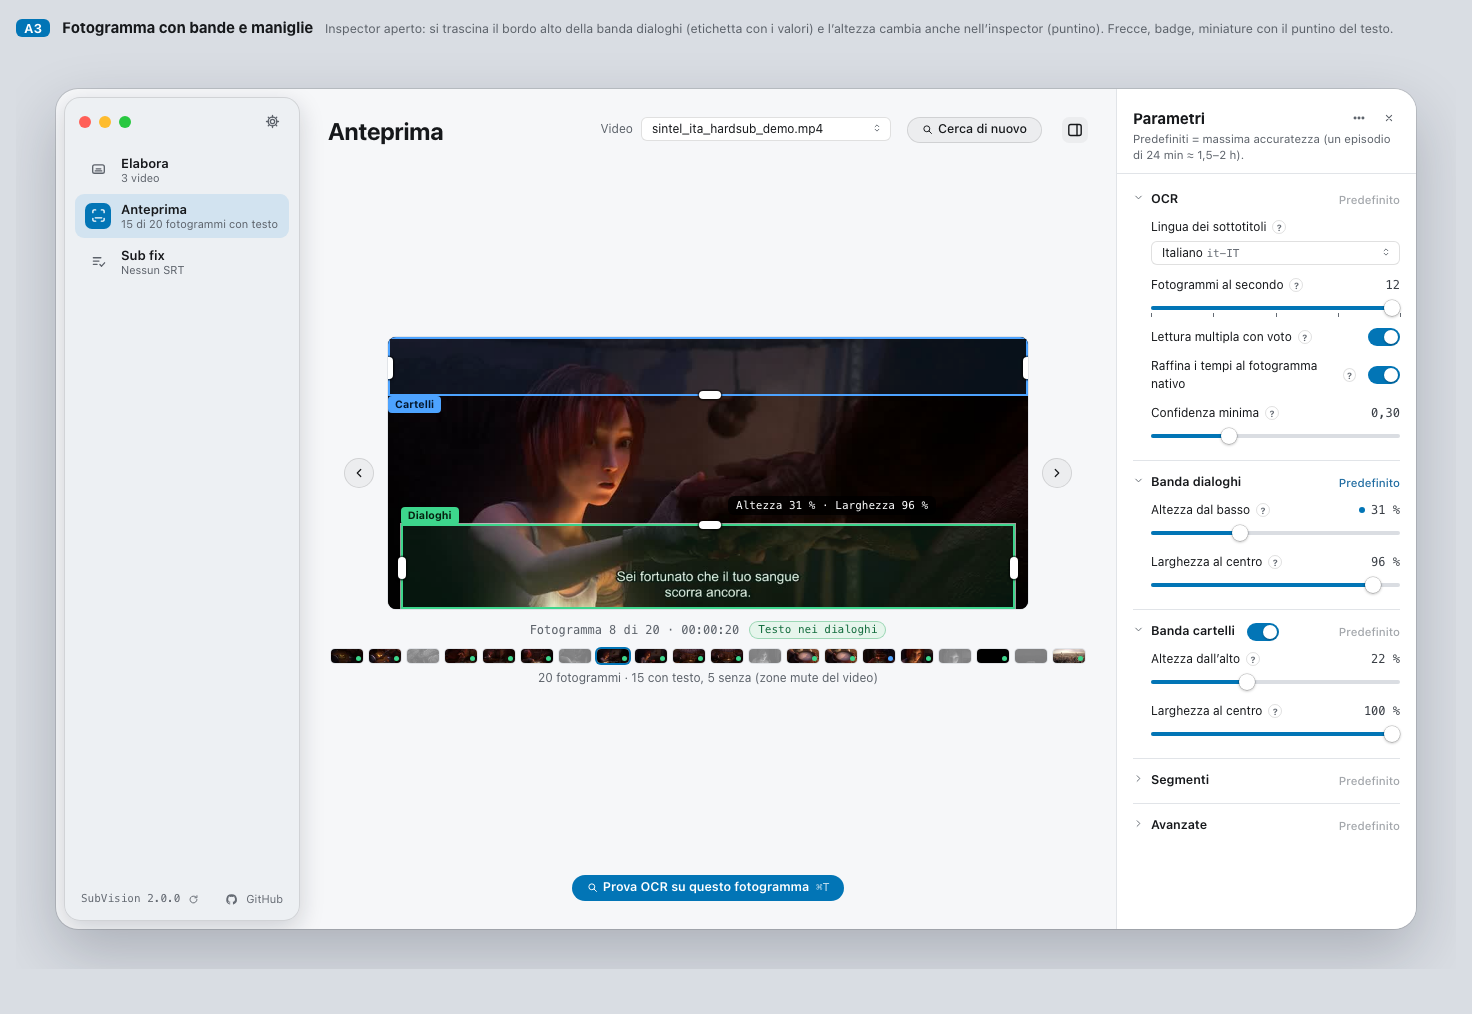 A3 Fotogramma con bande e maniglie Inspector aperto: si trascina il bordo alto della banda dialoghi (etichetta con i valori) e l'altezza cambia anche nell'inspector (puntino). Frecce, badge, miniature con il puntino del testo.
Elabora
3 video
Anteprima
15 di 20 fotogrammi con testo
Sub fix
Nessun SRT
SubVision 2.0.0 GitHub
Anteprima
Video sintel_ita_hardsub_demo.mp4 Cerca di nuovo
Cartelli
Altezza 31 % · Larghezza 96 %
Dialoghi
Sei fortunato che il tuo sangue
scorra ancora.
Fotogramma 8 di 20 · 00:00:20 Testo nei dialoghi
20 fotogrammi · 15 con testo, 5 senza (zone mute del video)
Prova OCR su questo fotogramma ⌘T
Parametri
Predefiniti = massima accuratezza (un episodio
di 24 min ≈ 1,5–2 h).
OCR Predefinito
Lingua dei sottotitoli ?
Italiano it-IT
Fotogrammi al secondo ? 12
Lettura multipla con voto ?
Raffina i tempi al fotogramma
nativo ?
Confidenza minima ? 0,30
Banda dialoghi Predefinito
Altezza dal basso ? 31 %
Larghezza al centro ? 96 %
Banda cartelli Predefinito
Altezza dall'alto ? 22 %
Larghezza al centro ? 100 %
Segmenti Predefinito
Avanzate Predefinito